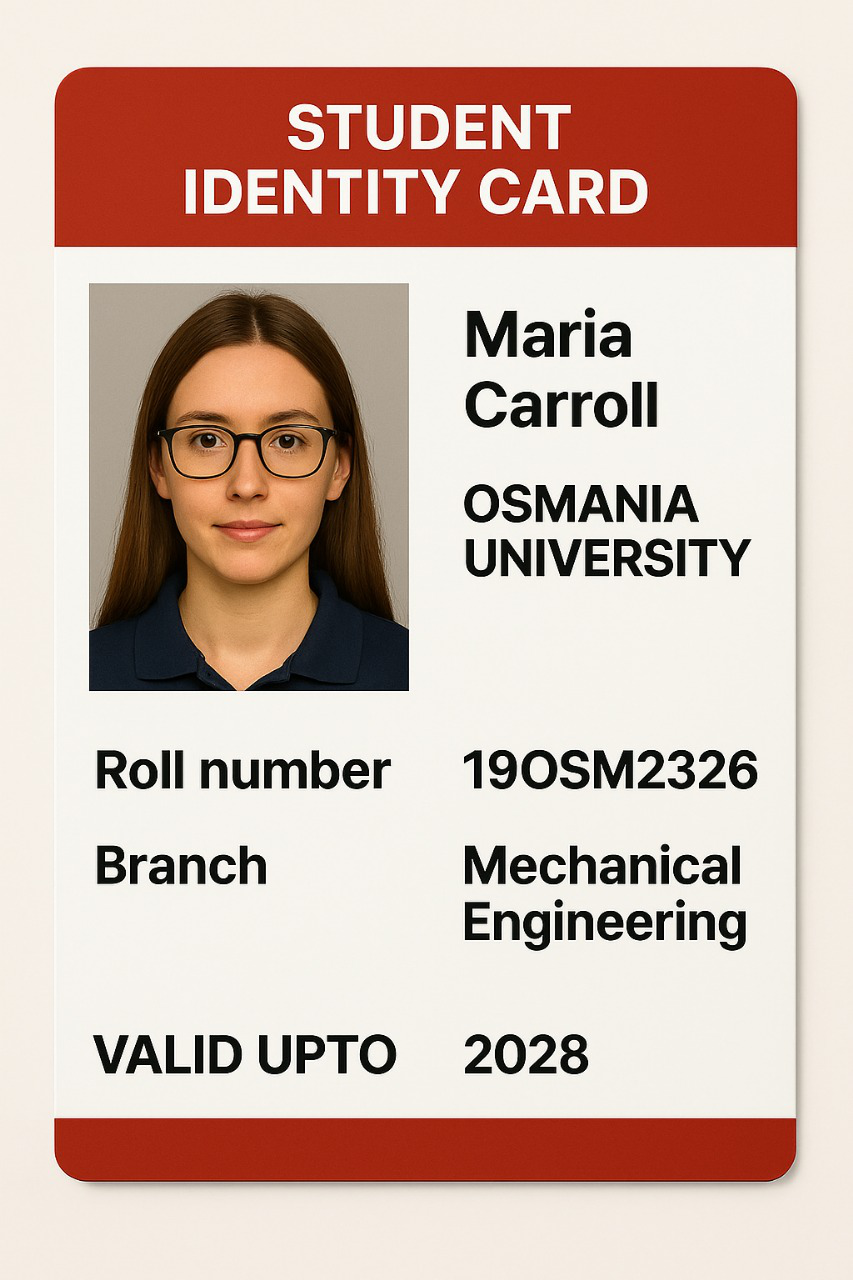 STUDENT
IDENTITY CARD
Maria
Carroll
OSMANIA
UNIVERSITY
Roll number 19OSM2326
Branch Mechanical
Engineering
VALID UPTO 2028